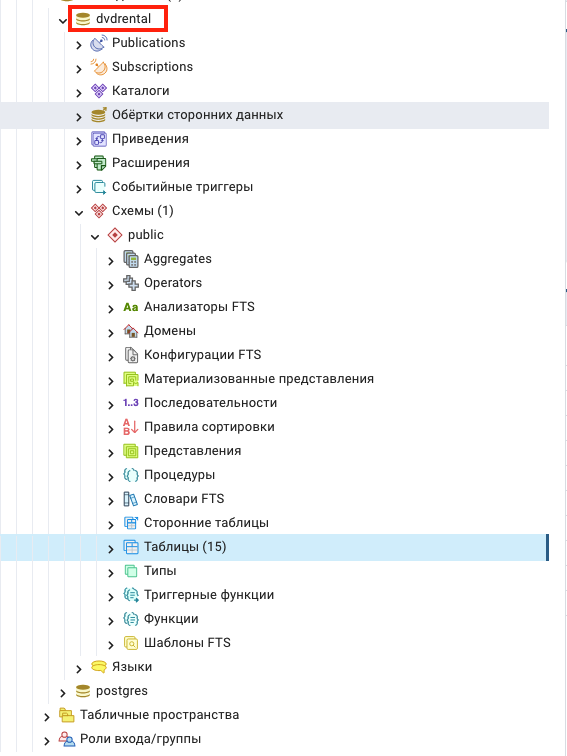 dvdrental
Publications
Subscriptions
Каталоги
Обёртки сторонних данных
Приведения
Расширения
Событийные триггеры
Схемы (1)
public
Aggregates
Operators
Aa Анализаторы FTS
Домены
Конфигурации FTS
Материализованные представления
1..3 Последовательности
Правила сортировки
Представления
Процедуры
Словари FTS
Сторонние таблицы
Таблицы (15)
Типы
Триггерные функции
Функции
Шаблоны FTS
Языки
postgres
Табличные пространства
Роли входа/группы